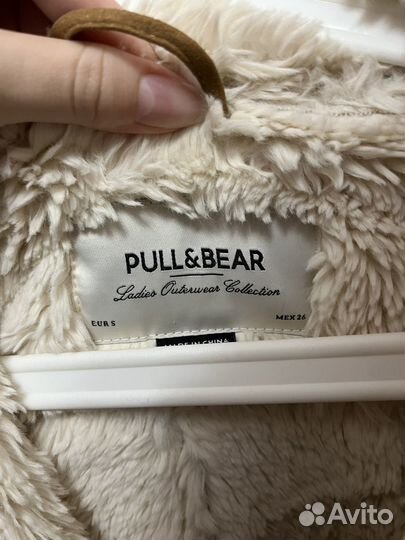 PULL&BEAR
Ladies Outerwear Collection
EUR S MEX 26
MADE IN CHINA
Avito